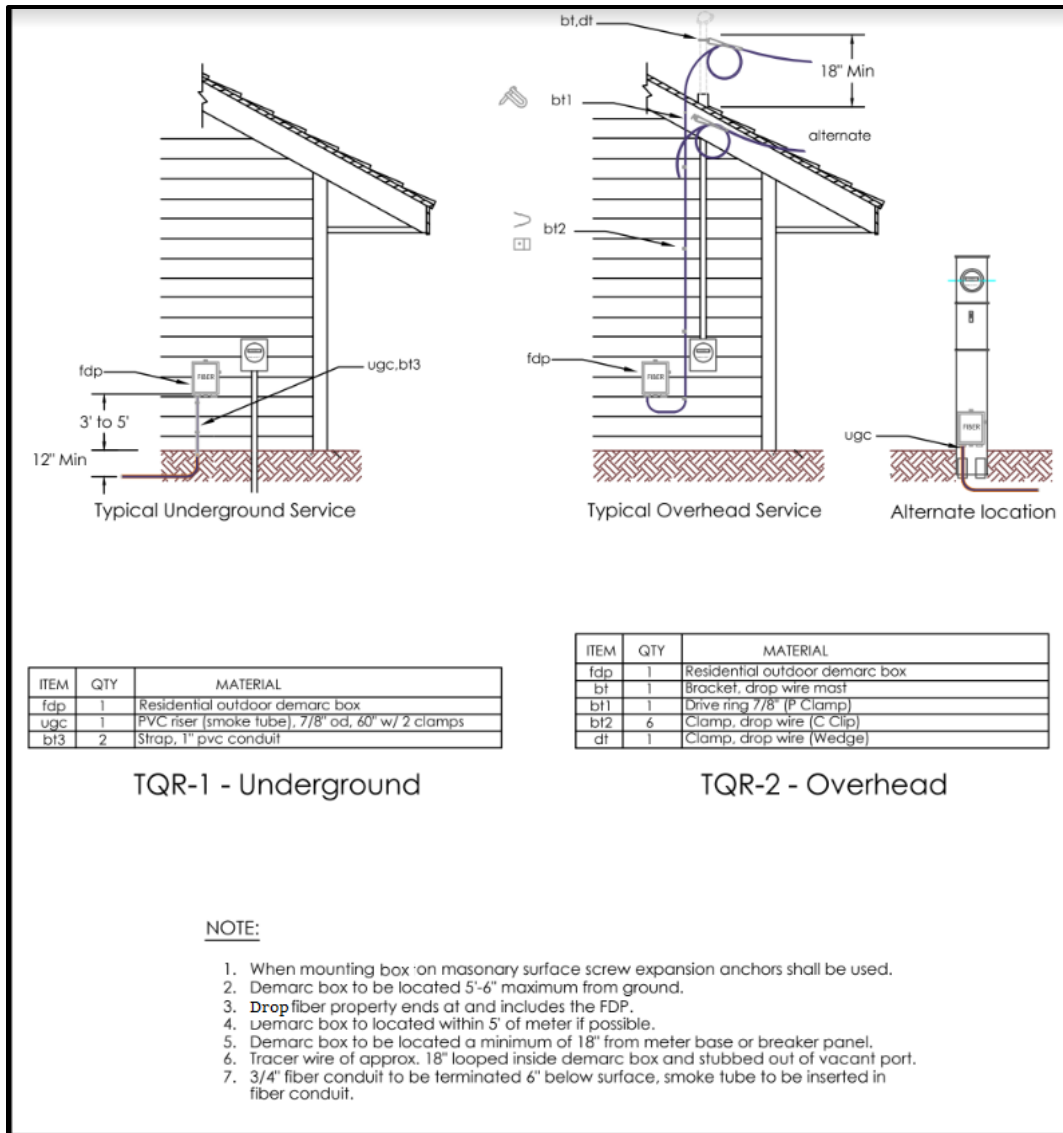 bt,dt
18" Min
bt1
alternate
bt2
fdp
ugc,bt3
fdp
3' to 5'
12" Min
FIBER
FIBER
ugc
FIBER
Typical Underground Service
Typical Overhead Service
Alternate location
ITEM QTY MATERIAL
fdp 1 Residential outdoor demarc box
ugc 1 PVC riser (smoke tube), 7/8" od, 60" w/ 2 clamps
bt3 2 Strap, 1" pvc conduit
TQR-1 - Underground
ITEM QTY MATERIAL
fdp 1 Residential outdoor demarc box
bt 1 Bracket, drop wire mast
bt1 1 Drive ring 7/8" (P Clamp)
bt2 6 Clamp, drop wire (C Clip)
dt 1 Clamp, drop wire (Wedge)
TQR-2 - Overhead
NOTE:
1. When mounting box on masonary surface screw expansion anchors shall be used.
2. Demarc box to be located 5'-6" maximum from ground.
3. Drop fiber property ends at and includes the FDP.
4. Demarc box to located within 5' of meter if possible.
5. Demarc box to be located a minimum of 18" from meter base or breaker panel.
6. Tracer wire of approx. 18" looped inside demarc box and stubbed out of vacant port.
7. 3/4" fiber conduit to be terminated 6" below surface, smoke tube to be inserted in
fiber conduit.